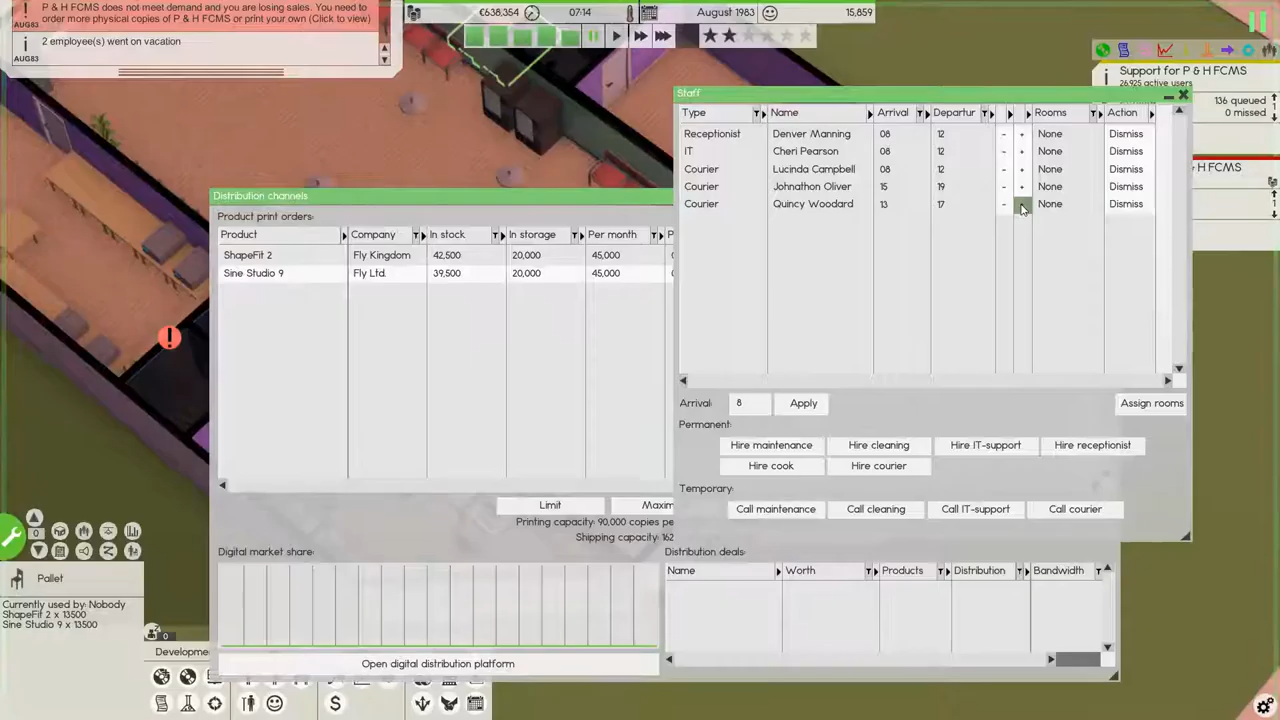 P & H FCMS does not meet demand and you are losing sales. You need to
order more physical copies of P & H FCMS or print your own (Click to view)
AUG83
2 employee(s) went on vacation
AUG83
€638,354
07:14
August 1983
15,859
Support for P & H FCMS
26,925 active users
136 queued
0 missed
H FCMS
Staff
Type Name Arrival Departur Rooms Action
Receptionist Denver Manning 08 12 - + None Dismiss
IT Cheri Pearson 08 12 - + None Dismiss
Courier Lucinda Campbell 08 12 - + None Dismiss
Courier Johnathon Oliver 15 19 - + None Dismiss
Courier Quincy Woodard 13 17 - None Dismiss
Arrival: 8 Apply Assign rooms
Permanent:
Hire maintenance Hire cleaning Hire IT-support Hire receptionist
Hire cook Hire courier
Temporary:
Call maintenance Call cleaning Call IT-support Call courier
Distribution channels
Product print orders:
Product Company In stock In storage Per month
ShapeFit 2 Fly Kingdom 42,500 20,000 45,000
Sine Studio 9 Fly Ltd. 39,500 20,000 45,000
Limit Maxim
Printing capacity: 90,000 copies pe
Shipping capacity: 162
Digital market share:
Open digital distribution platform
Distribution deals:
Name Worth Products Distribution Bandwidth
0
Pallet
Currently used by: Nobody
ShapeFit 2 x 13500
Sine Studio 9 x 13500
0
Developme